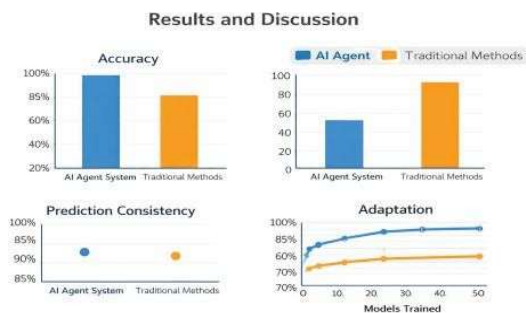 Results and Discussion
Accuracy
100%
85%
60%
40%
20%
AI Agent System Traditional Methods
AI Agent Traditional Methods
100
80
60
40
20
0
AI Agent System Traditional Methods
Prediction Consistency
100%
85%
90%
85%
AI Agent System Traditional Methods
Adaptation
100%
85%
60%
70%
70%
0. 10. 20. 30. 40. 50
Models Trained